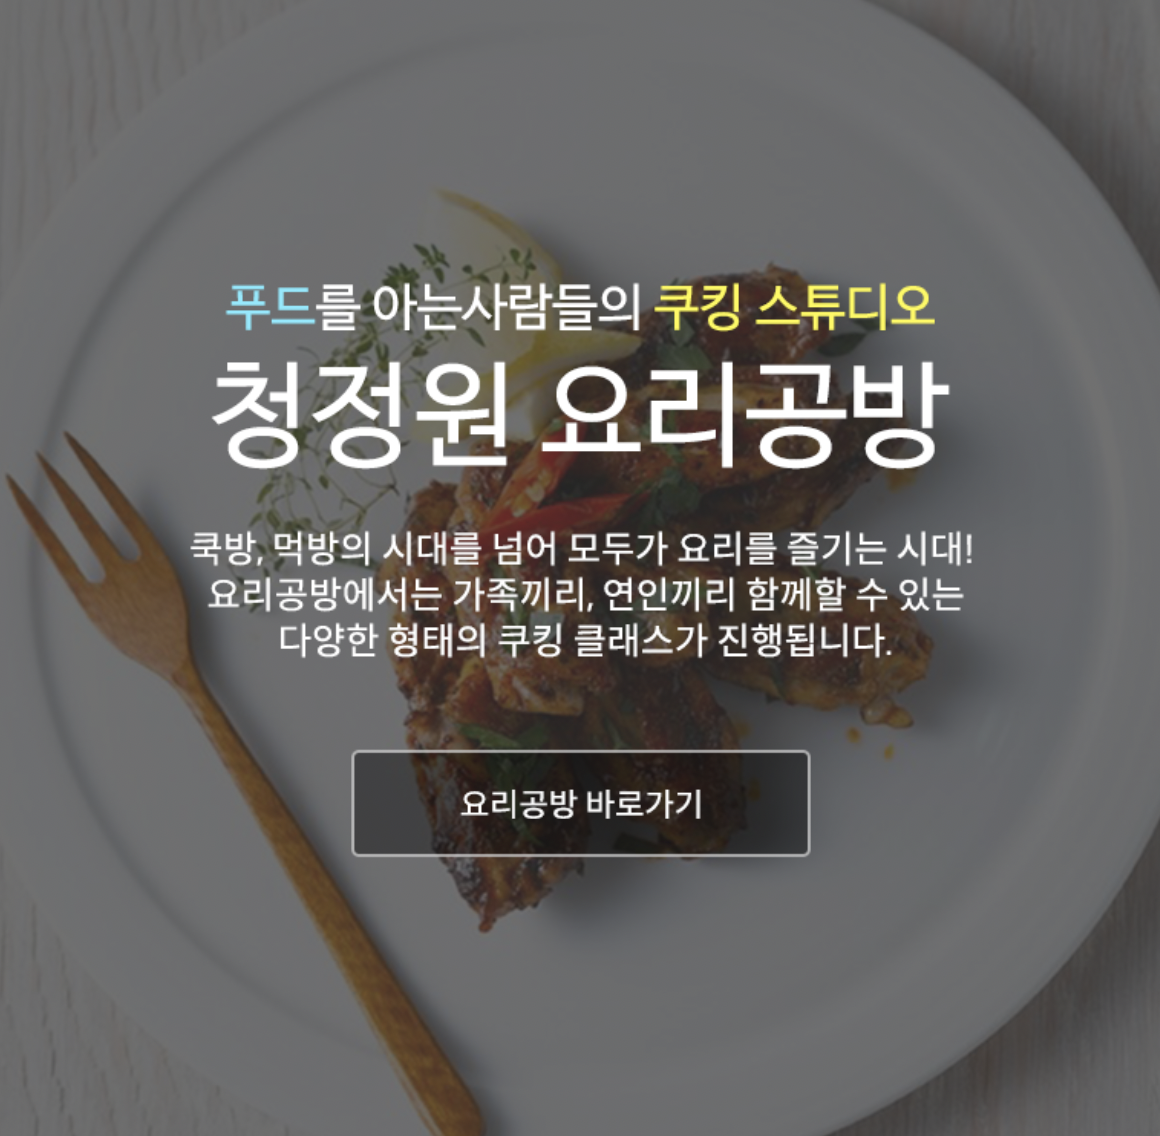 푸드를 아는사람들의 쿠킹 스튜디오
청정원 요리공방
쿡방, 먹방의 시대를 넘어 모두가 요리를 즐기는 시대!
요리공방에서는 가족끼리, 연인끼리 함께할 수 있는
다양한 형태의 쿠킹 클래스가 진행됩니다.
요리공방 바로가기